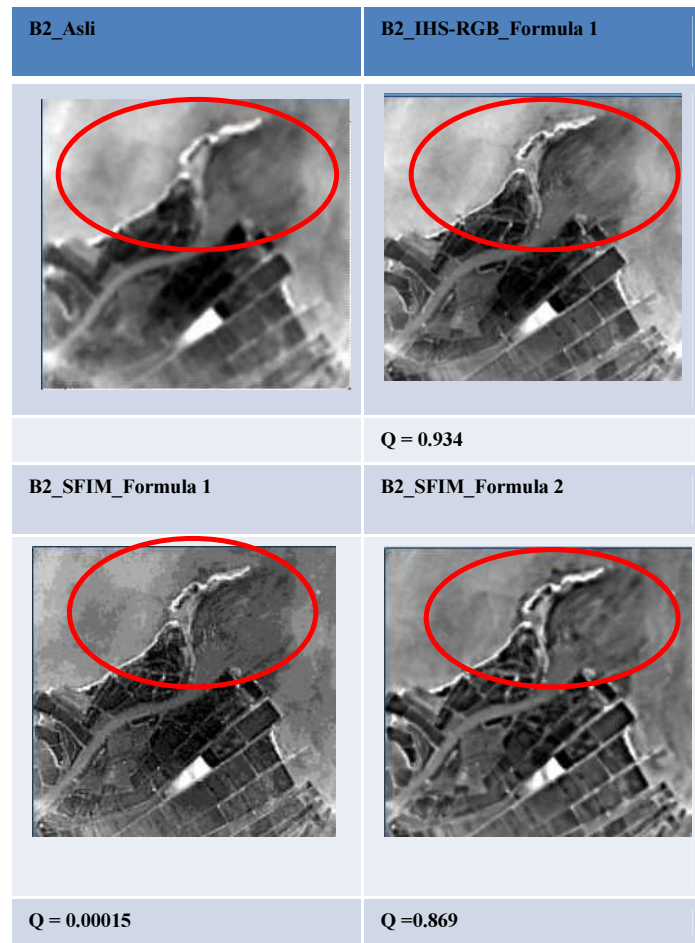 B2_Asli
B2_IHS-RGB_Formula 1
Q = 0.934
B2_SFIM_Formula 1
B2_SFIM_Formula 2
Q = 0.00015
Q =0.869